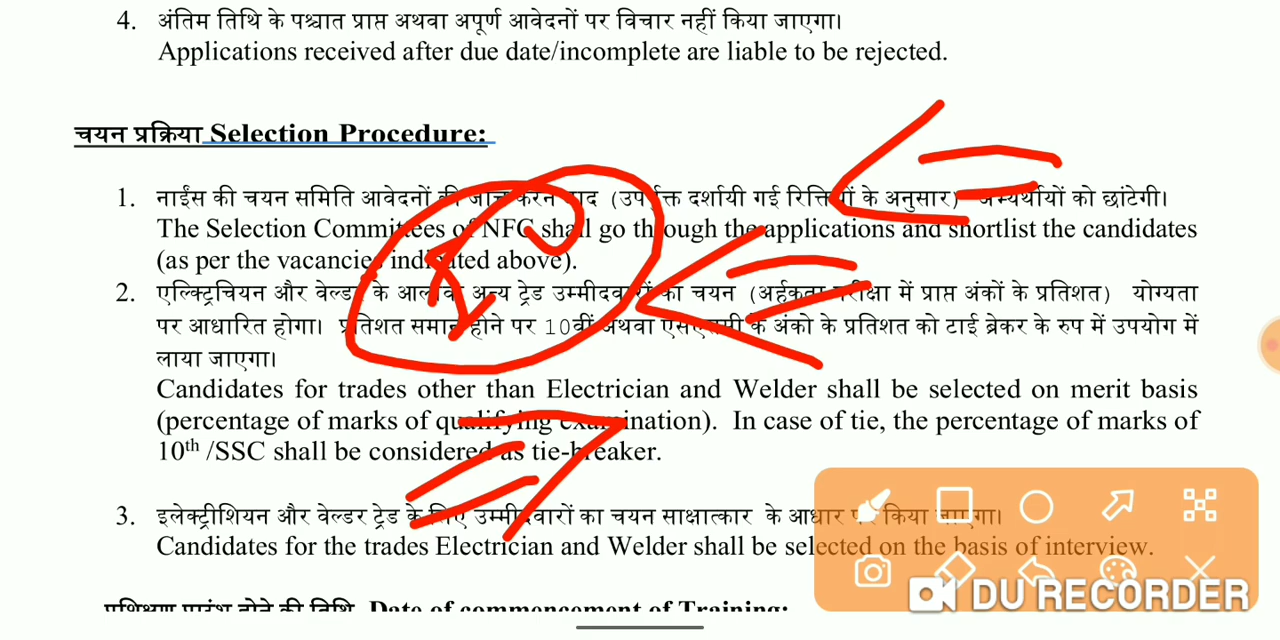 4. अंतिम तिथि के पश्चात प्राप्त अथवा अपूर्ण आवेदनों पर विचार नहीं किया जाएगा।
Applications received after due date/incomplete are liable to be rejected.
चयन प्रक्रिया Selection Procedure:
1. नाईंस की चयन समिति आवेदनों की जाँच करने बाद (उपर्युक्त दर्शायी गई रिक्तियों के अनुसार) अभ्यर्थीयों को छांटेगी।
The Selection Committees of NFC shall go through the applications and shortlist the candidates
(as per the vacancies indicated above).
2. एल्क्ट्रिचियन और वेल्डर के अन्य ट्रेड उम्मीदवारों का चयन (अर्हकता परीक्षा में प्राप्त अंकों के प्रतिशत) योग्यता
पर आधारित होगा। प्रतिशत समान होने पर 10वीं अथवा एसएससी के अंको के प्रतिशत को टाई ब्रेकर के रुप में उपयोग में
लाया जाएगा।
Candidates for trades other than Electrician and Welder shall be selected on merit basis
(percentage of marks of qualifying examination). In case of tie, the percentage of marks of
10th /SSC shall be considered as tie-breaker.
3. इलेक्ट्रीशियन और वेल्डर ट्रेड के लिए उम्मीदवारों का चयन साक्षात्कार के आधार पर किया जाएगा।
Candidates for the trades Electrician and Welder shall be selected on the basis of interview.
प्रशिक्षण प्रारंभ होने की तिथि Date of commencement of Training:
DU RECORDER